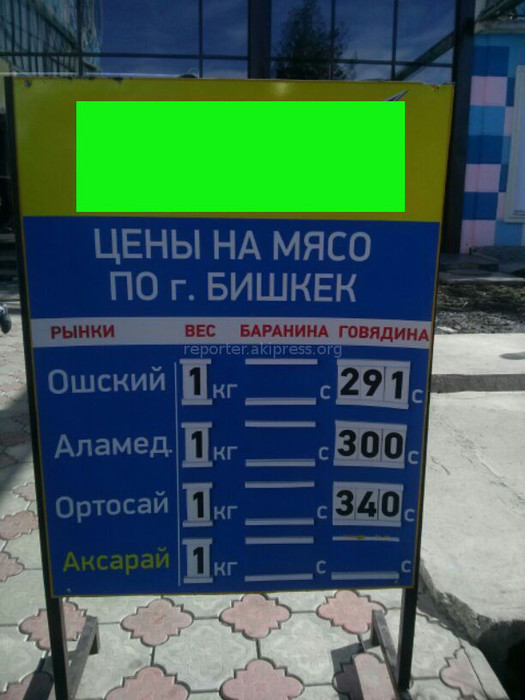 ЦЕНЫ НА МЯСО
ПО г. БИШКЕК
РЫНКИ ВЕС БАРАНИНА ГОВЯДИНА
reporter.akipress.org
Ошский 1 кг с 291 с
Аламед. 1 кг с 300 с
Ортосай 1 кг с 340 с
Аксарай 1 кг с с